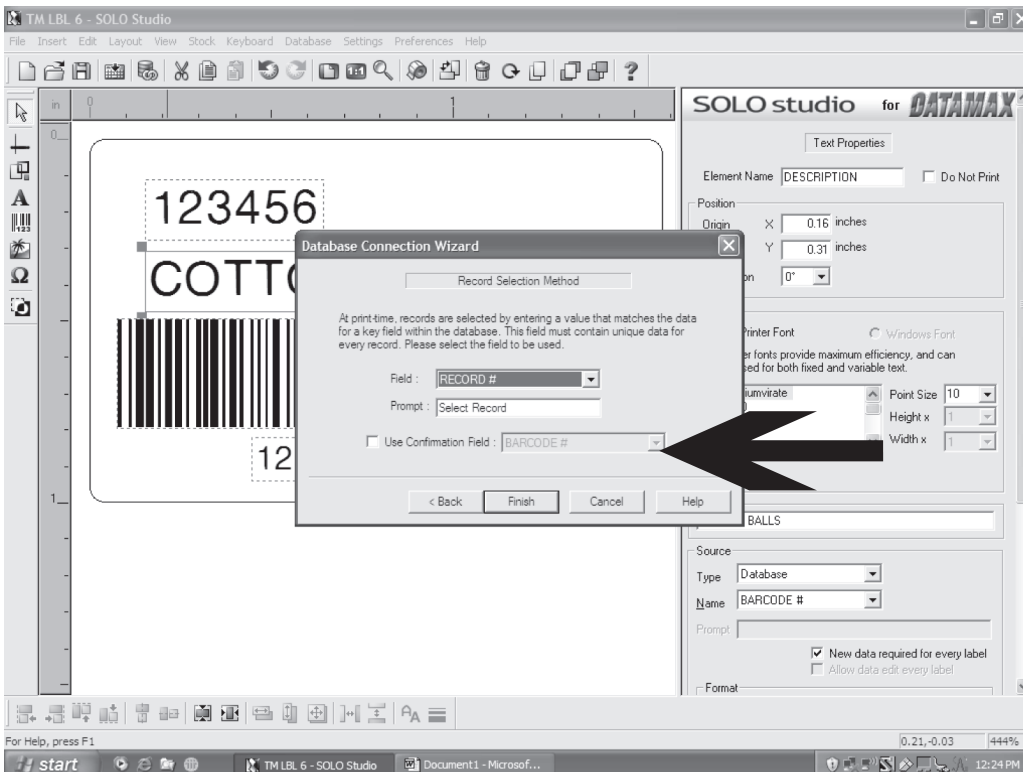 TM LBL 6 - SOLO Studio
File Insert Edit Layout View Stock Keyboard Database Settings Preferences Help
in 0 1
0
1
123456
COTTO
12
SOLO studio for DATAMAX
Text Properties
Element Name DESCRIPTION Do Not Print
Position
Origin X 0.16 inches
Y 0.31 inches
0°
Printer Font Windows Font
fonts provide maximum efficiency, and can
used for both fixed and variable text.
Point Size 10
Height x 1
Width x 1
BALLS
Source
Type Database
Name BARCODE #
Prompt
New data required for every label
Allow data edit every label
Format
Database Connection Wizard
Record Selection Method
At print-time, records are selected by entering a value that matches the data
for a key field within the database. This field must contain unique data for
every record. Please select the field to be used.
Field : RECORD #
Prompt : Select Record
Use Confirmation Field : BARCODE #
< Back Finish Cancel Help
For Help, press F1 0.21,-0.03 444%
start TM LBL 6 - SOLO Studio Document1 - Microsof... 12:24 PM